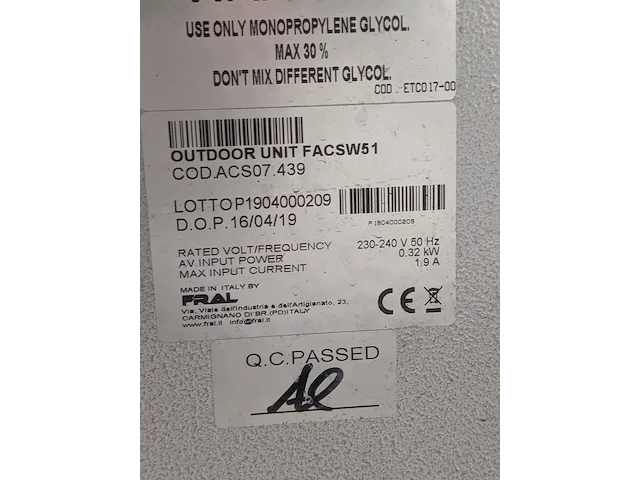 USE ONLY MONOPROPYLENE GLYCOL.
MAX 30 %
DON'T MIX DIFFERENT GLYCOL.
COD.-ETC017-00
OUTDOOR UNIT FACSW51
COD.ACS07.439
LOTTO P1904000209
P1904000209
D.O.P. 16/04/19
RATED VOLT/FREQUENCY 230-240 V 50 Hz
AV.INPUT POWER 0.32 kW
MAX INPUT CURRENT 1.9 A
MADE IN ITALY BY
FRAL
Via, Viale dell'Industria e dell'Artigianato, 23,
CARMIGNANO DI BR.(PD)ITALY
www.fral.it info@fral.it
CE
Q.C.PASSED